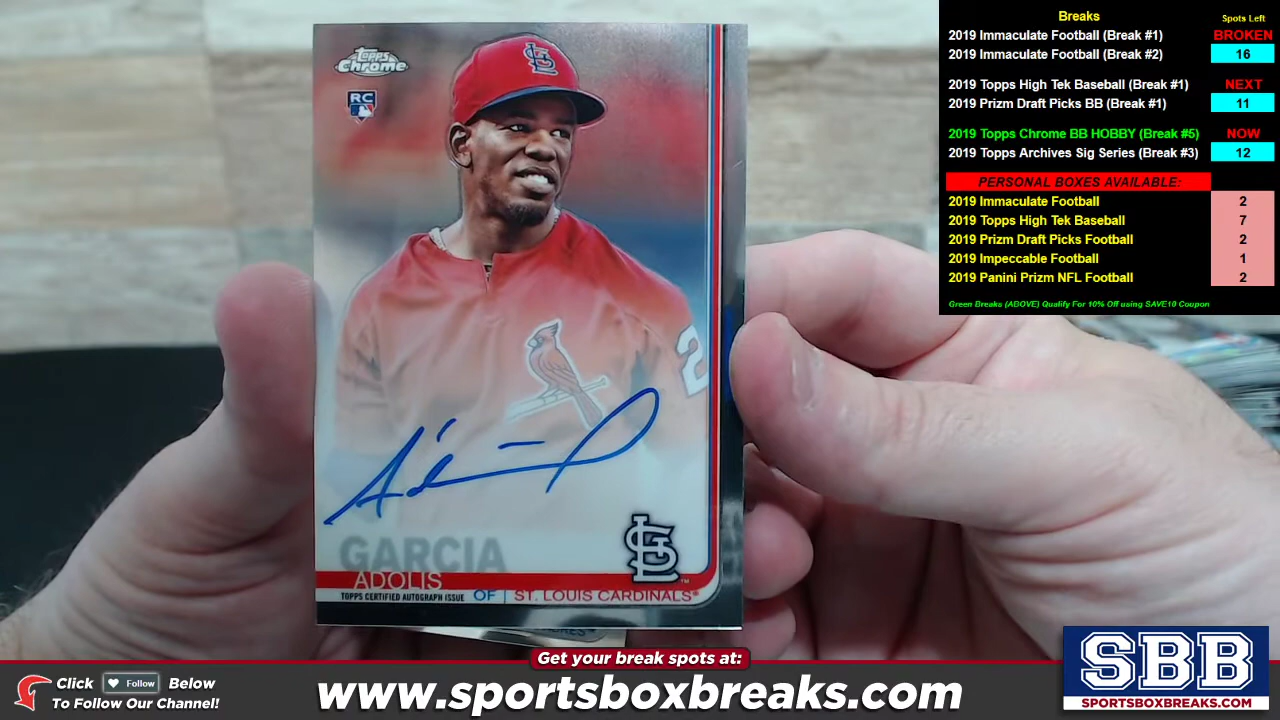 Topps
Chrome
RC
STL
2
GARCIA
ADOLIS
TOPPS CERTIFIED AUTOGRAPH ISSUE OF | ST. LOUIS CARDINALS®
Breaks Spots Left
2019 Immaculate Football (Break #1) BROKEN
2019 Immaculate Football (Break #2) 16
2019 Topps High Tek Baseball (Break #1) NEXT
2019 Prizm Draft Picks BB (Break #1) 11
2019 Topps Chrome BB HOBBY (Break #5) NOW
2019 Topps Archives Sig Series (Break #3) 12
PERSONAL BOXES AVAILABLE:
2019 Immaculate Football 2
2019 Topps High Tek Baseball 7
2019 Prizm Draft Picks Football 2
2019 Impeccable Football 1
2019 Panini Prizm NFL Football 2
Green Breaks (ADOVE) Qualify For 10% Off using SAVE10 Coupon
Get your break spots at:
Click Follow Below
To Follow Our Channel!
www.sportsboxbreaks.com
SBB
SPORTSBOXBREAKS.COM